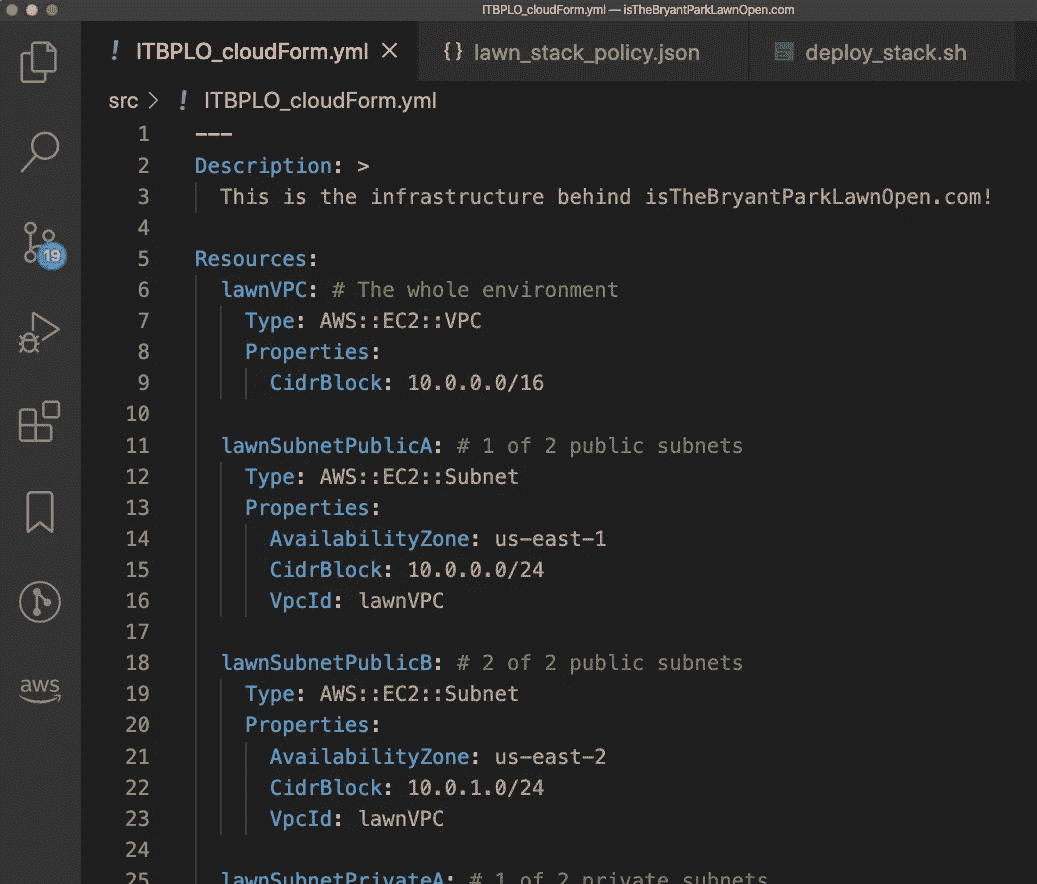 ITBPLO_cloudForm.yml — isTheBryantParkLawnOpen.com
! ITBPLO_cloudForm.yml × {} lawn_stack_policy.json deploy_stack.sh
src > ! ITBPLO_cloudForm.yml
1 ---
2 Description: >
3 This is the infrastructure behind isTheBryantParkLawnOpen.com!
4
5 Resources:
6 lawnVPC: # The whole environment
7 Type: AWS::EC2::VPC
8 Properties:
9 CidrBlock: 10.0.0.0/16
10
11 lawnSubnetPublicA: # 1 of 2 public subnets
12 Type: AWS::EC2::Subnet
13 Properties:
14 AvailabilityZone: us-east-1
15 CidrBlock: 10.0.0.0/24
16 VpcId: lawnVPC
17
18 lawnSubnetPublicB: # 2 of 2 public subnets
19 Type: AWS::EC2::Subnet
20 Properties:
21 AvailabilityZone: us-east-2
22 CidrBlock: 10.0.1.0/24
23 VpcId: lawnVPC
24
25 lawnSubnetPrivateA: # 1 of 2 private subnets
19
aws